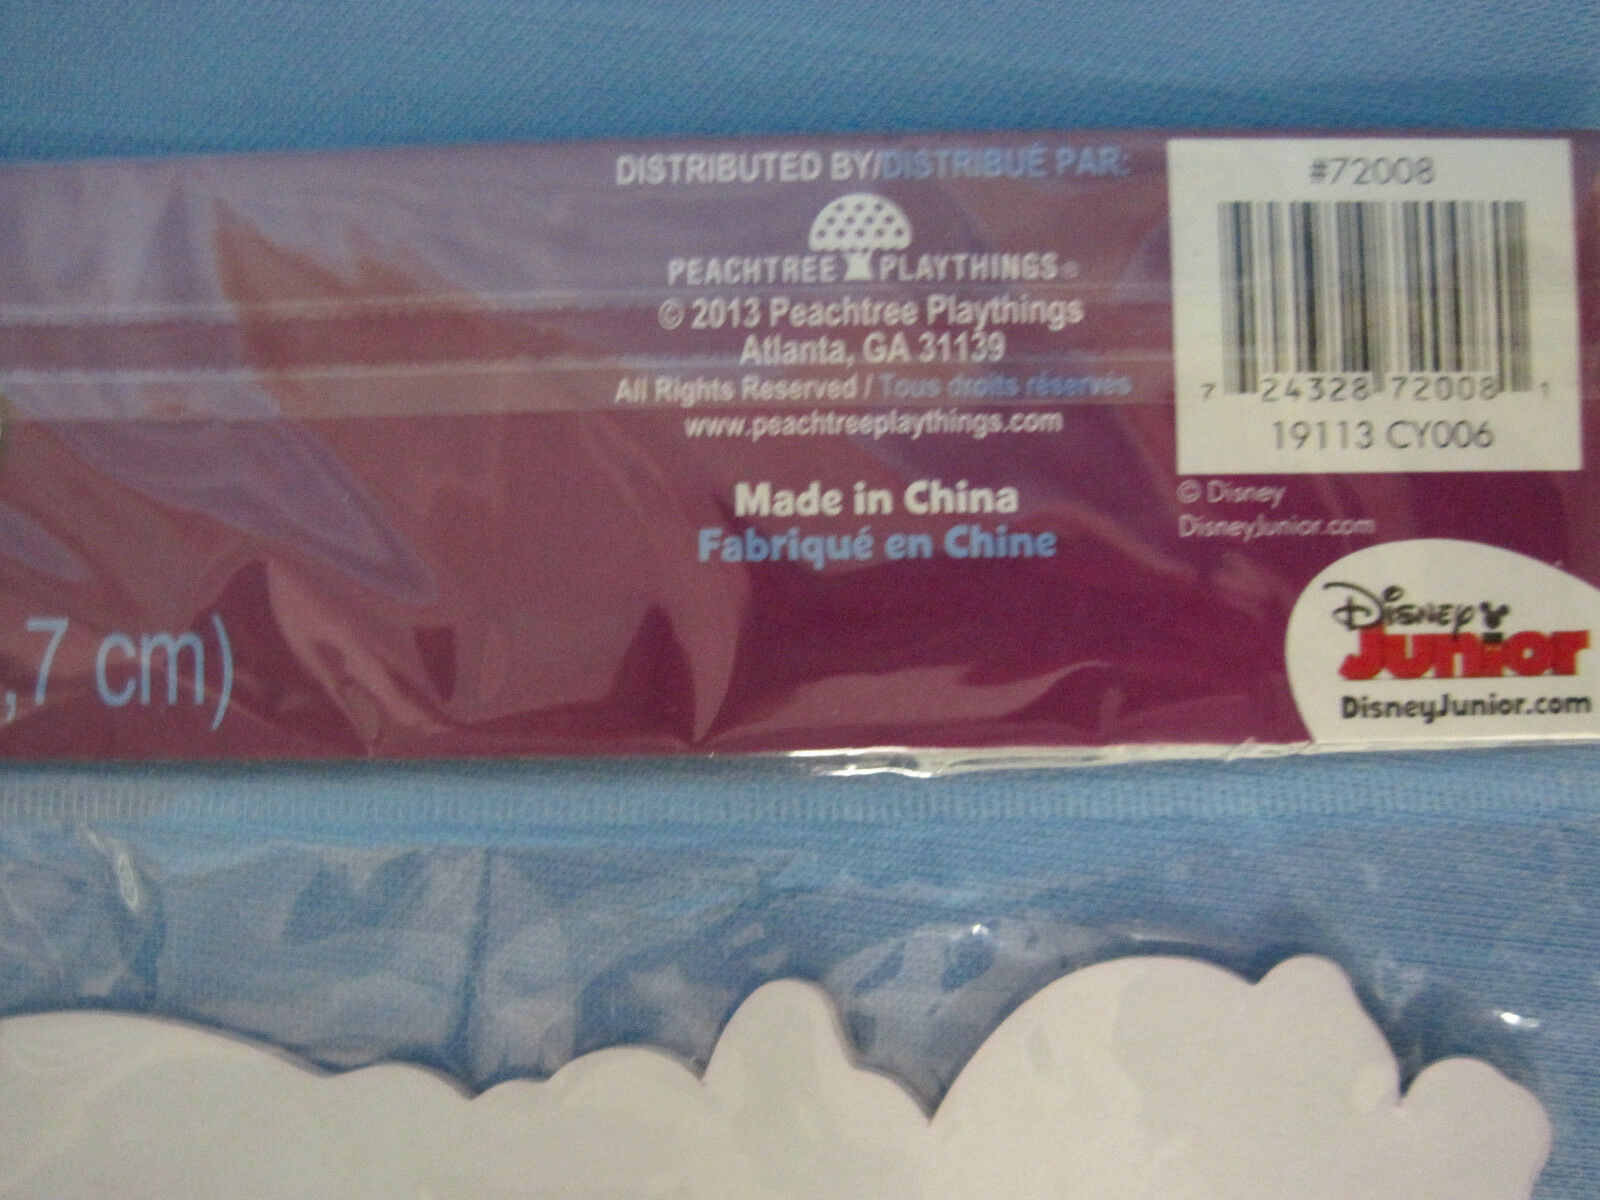 DISTRIBUTED BY/DISTRIBUÉ PAR:
PEACHTREE PLAYTHINGS®
© 2013 Peachtree Playthings
Atlanta, GA 31139
All Rights Reserved / Tous droits réservés
www.peachtreeplaythings.com
Made in China
Fabriqué en Chine
,7 cm)
#72008
7 24328 72008 1
19113 CY006
© Disney
DisneyJunior.com
Disney
Junior
DisneyJunior.com